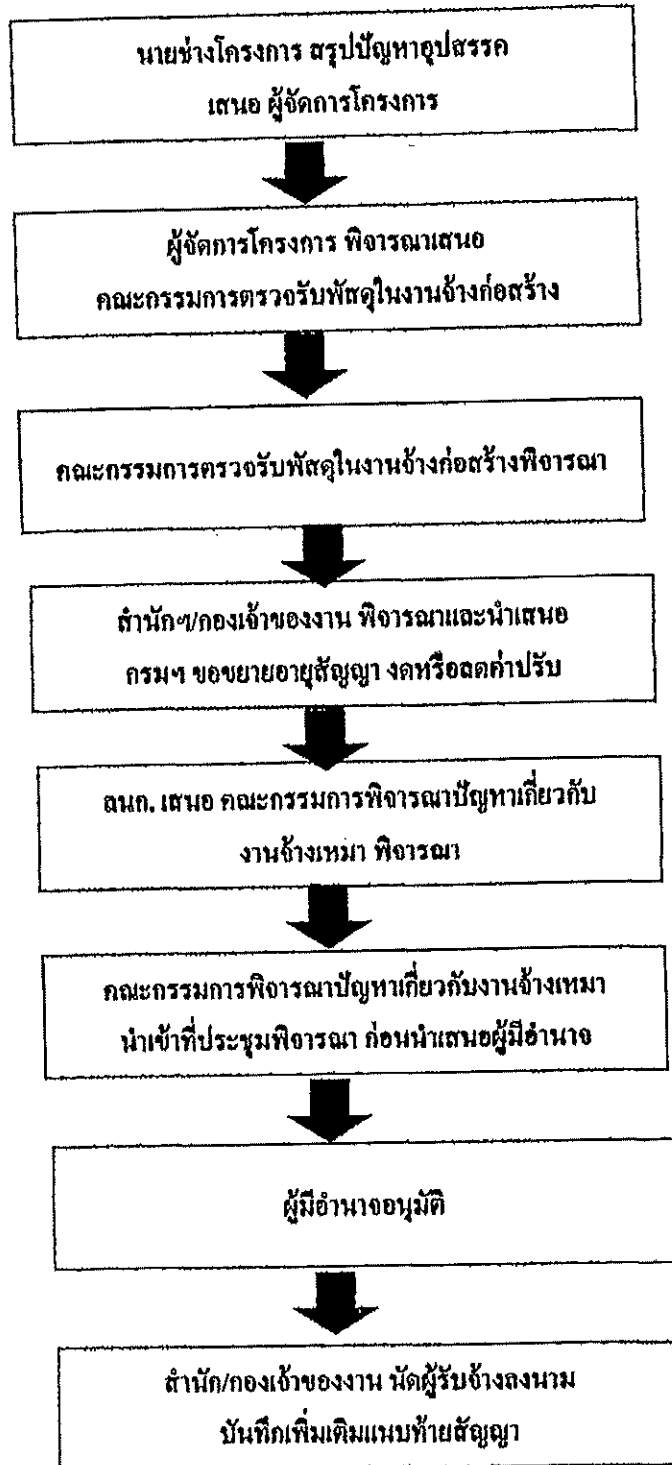 นายช่างโครงการ สรุปปัญหาอุปสรรค
เสนอ ผู้จัดการโครงการ
ผู้จัดการโครงการ พิจารณาเสนอ
คณะกรรมการตรวจรับพัสดุในงานจ้างก่อสร้าง
คณะกรรมการตรวจรับพัสดุในงานจ้างก่อสร้างพิจารณา
สำนักฯ/กองเจ้าของงาน พิจารณาและนำเสนอ
กรมฯ ขอขยายอายุสัญญา งดหรือลดค่าปรับ
ลนก. เสนอ คณะกรรมการพิจารณาปัญหาเกี่ยวกับ
งานจ้างเหมา พิจารณา
คณะกรรมการพิจารณาปัญหาเกี่ยวกับงานจ้างเหมา
นำเข้าที่ประชุมพิจารณา ก่อนนำเสนอผู้มีอำนาจ
ผู้มีอำนาจอนุมัติ
สำนัก/กองเจ้าของงาน นัดผู้รับจ้างลงนาม
บันทึกเพิ่มเติมแนบท้ายสัญญา